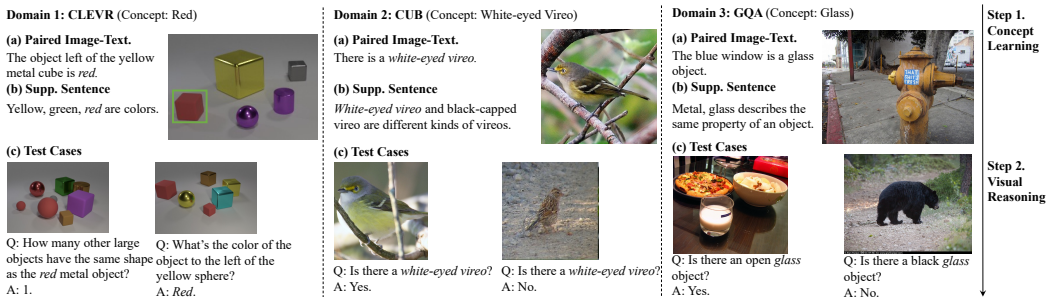 Domain 1: CLEVR (Concept: Red)
(a) Paired Image-Text.
The object left of the yellow
metal cube is red.
(b) Supp. Sentence
Yellow, green, red are colors.
(c) Test Cases
Q: How many other large
objects have the same shape
as the red metal object?
A: 1.
Q: What's the color of the
object to the left of the
yellow sphere?
A: Red.
Domain 2: CUB (Concept: White-eyed Vireo)
(a) Paired Image-Text.
There is a white-eyed vireo.
(b) Supp. Sentence
White-eyed vireo and black-capped
vireo are different kinds of vireos.
(c) Test Cases
Q: Is there a white-eyed vireo?
A: Yes.
Q: Is there a white-eyed vireo?
A: No.
Domain 3: GQA (Concept: Glass)
(a) Paired Image-Text.
The blue window is a glass
object.
(b) Supp. Sentence
Metal, glass describes the
same property of an object.
(c) Test Cases
Q: Is there an open glass
object?
A: Yes.
Q: Is there a black glass
object?
A: No.
Step 1.
Concept
Learning
Step 2.
Visual
Reasoning